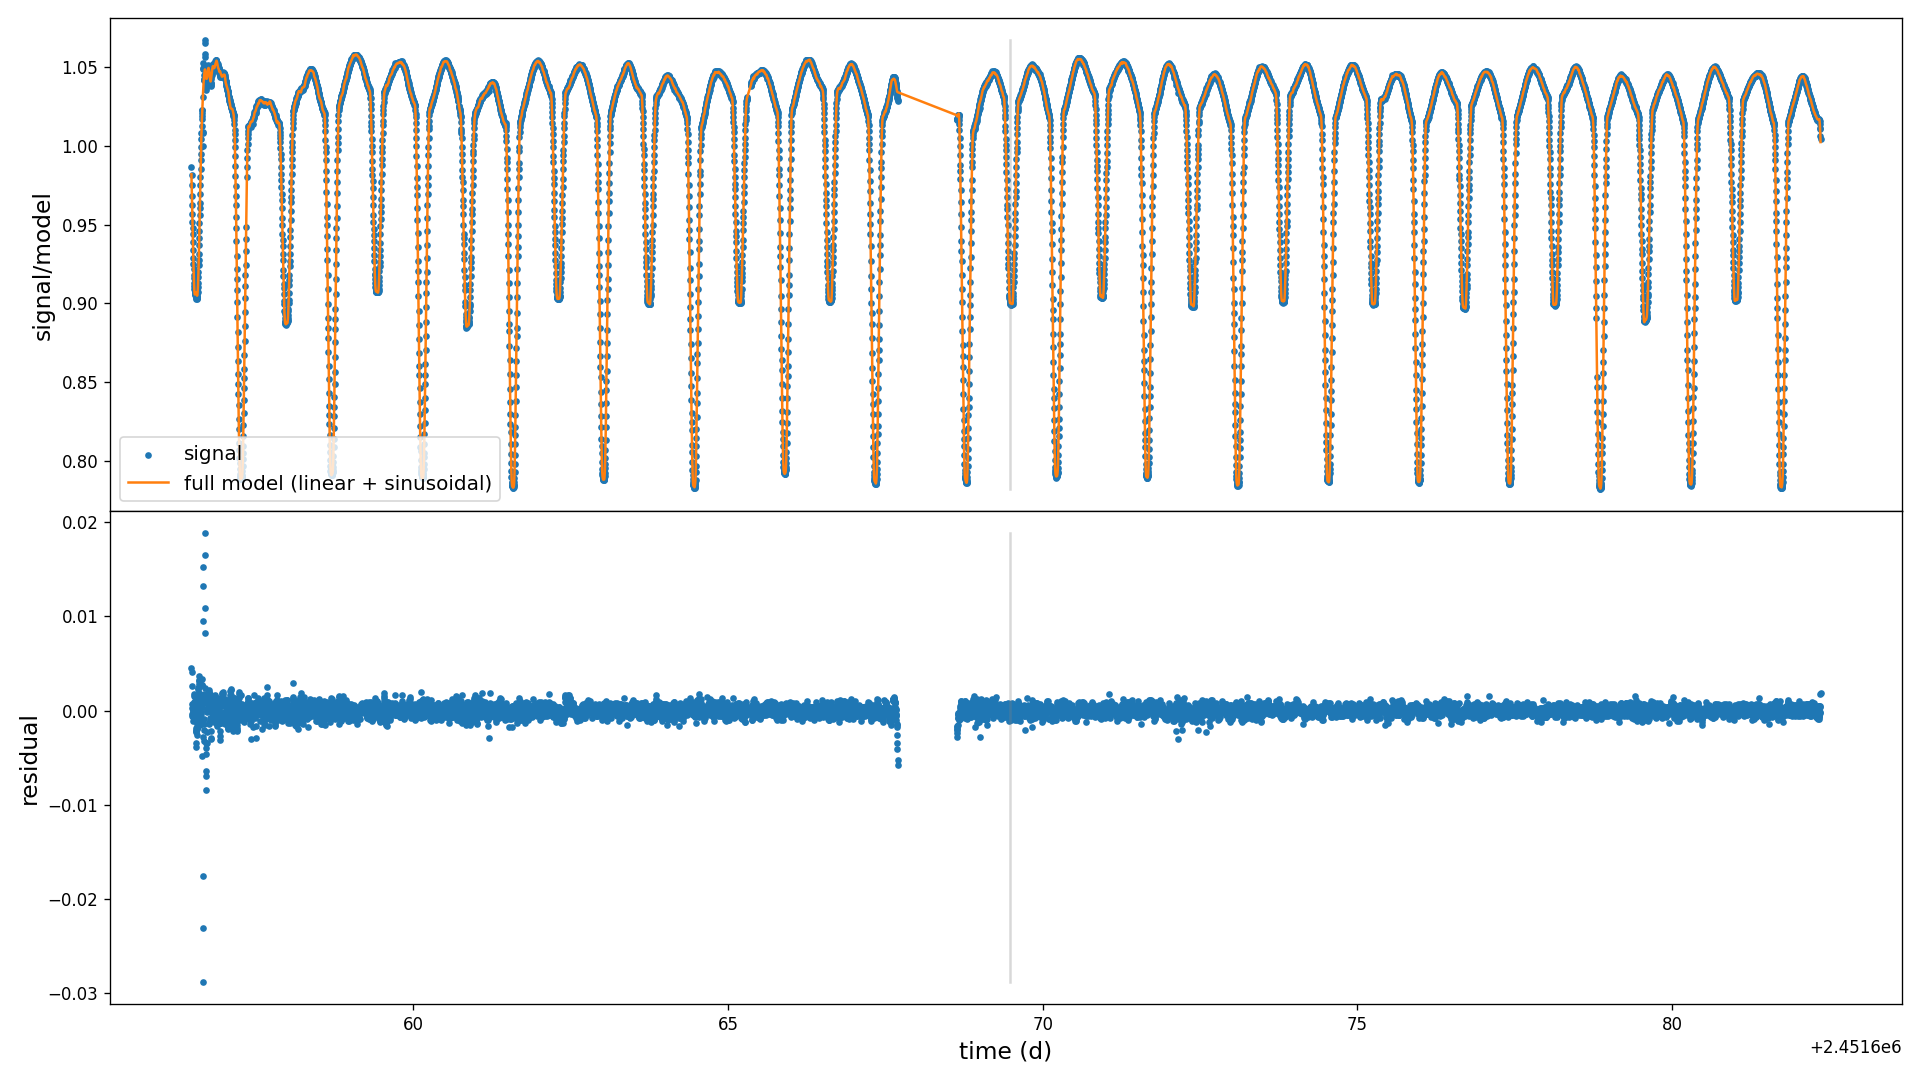 1.05
1.00
0.95
0.90
0.85
0.80
signal/model
signal
full model (linear + sinusoidal)
0.02
0.01
0.00
−0.01
−0.02
−0.03
residual
60
65
70
75
80
time (d)
+2.4516e6